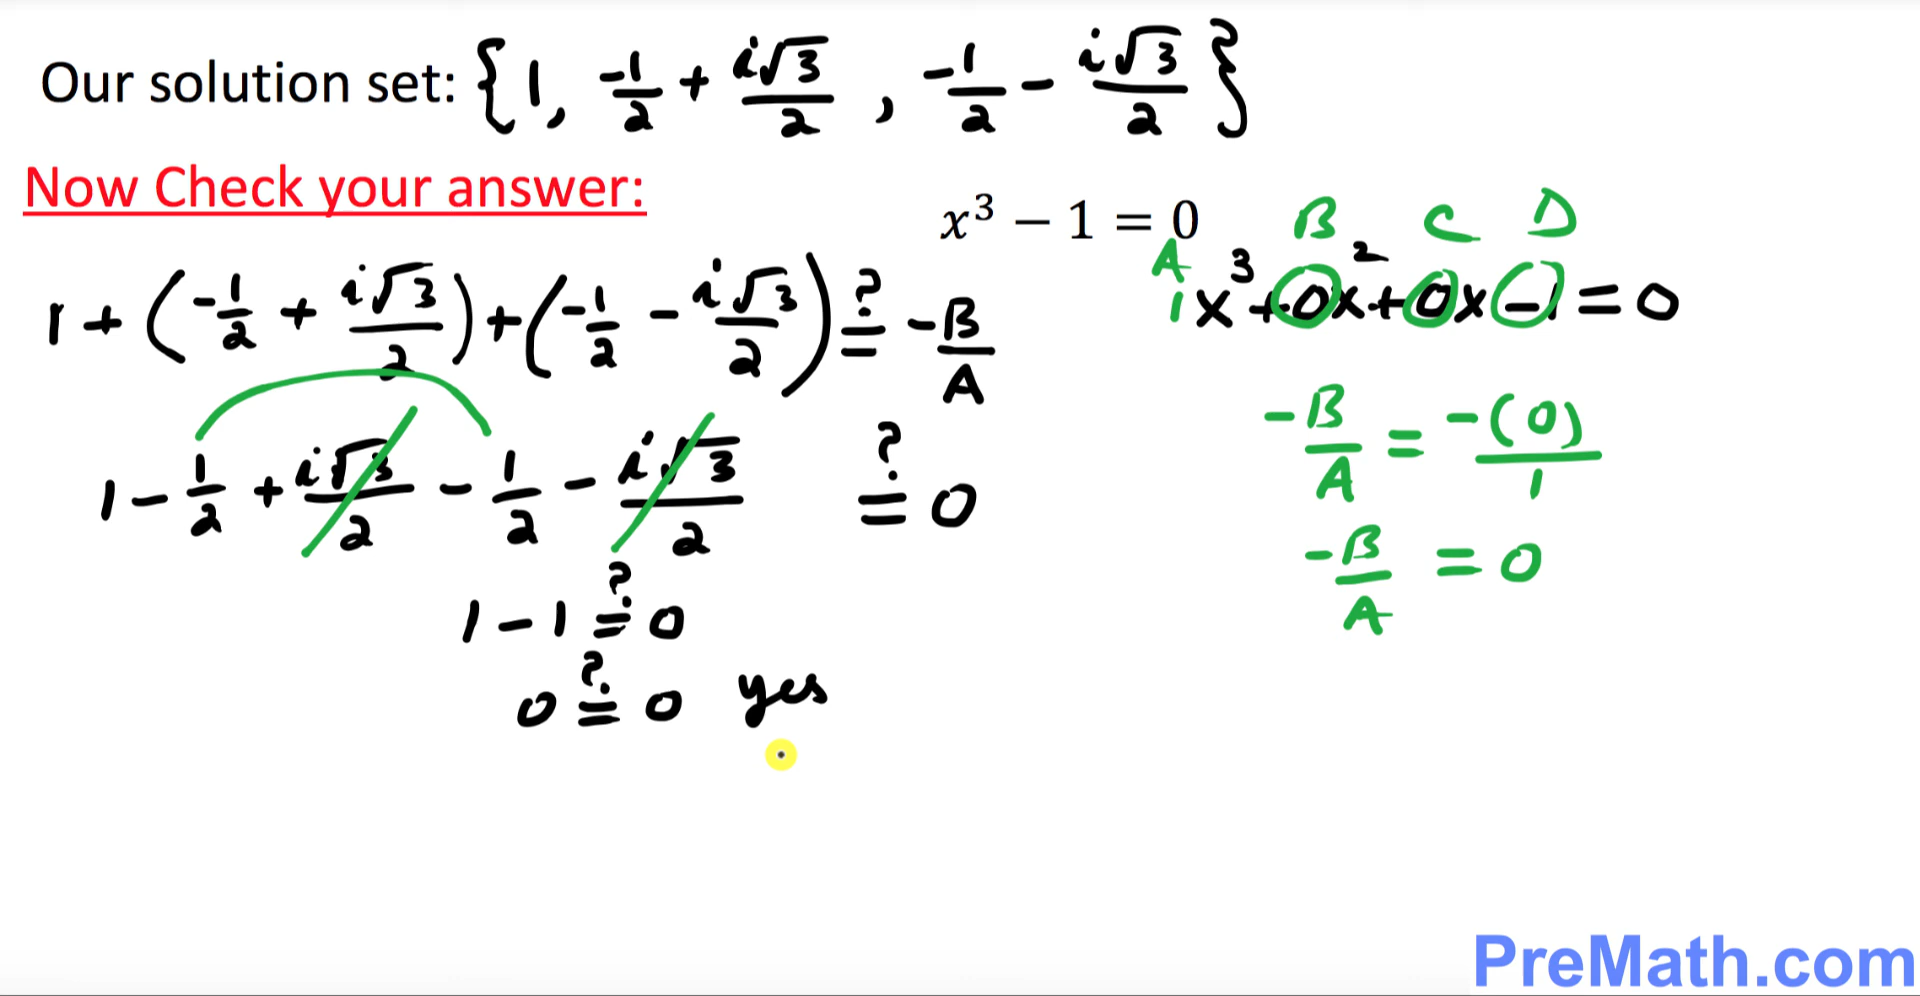 Our solution set: {1, -1/2 + i√3/2, -1/2 - i√3/2}
Now Check your answer:
x³ − 1 = 0
A B C D
1x³ + 0x² + 0x − 1 = 0
1 + (-1/2 + i√3/2) + (-1/2 - i√3/2) ?= -B/A
-B/A = -(0)/1
1 - 1/2 + i√3/2 - 1/2 - i√3/2 ?= 0
-B/A = 0
1 - 1 ?= 0
0 ?= 0 yes
PreMath.com